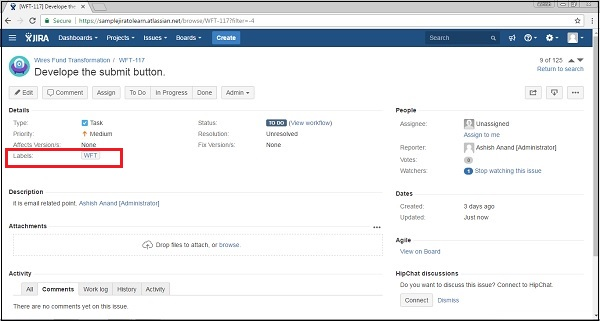 [WFT-117] Develope the
Secure | https://samplejiratolearn.atlassian.net/browse/WFT-117?filter=-4
JIRA Dashboards Projects Issues Boards Create Search
Wires Fund Transformation / WFT-117
9 of 125
Develope the submit button.
Return to search
Edit Comment Assign To Do In Progress Done Admin
Details
Type: Task
Status: TO DO (View workflow)
Priority: Medium
Resolution: Unresolved
Affects Version/s: None
Fix Version/s: None
Labels: WFT
People
Assignee: Unassigned
Assign to me
Reporter: Ashish Anand [Administrator]
Votes: 0
Watchers: Stop watching this issue
Description
it is email related point, Ashish Anand [Administrator]
Dates
Created: 3 days ago
Updated: Just now
Attachments
Drop files to attach, or browse.
Agile
View on Board
Activity
All Comments Work log History Activity
There are no comments yet on this issue.
HipChat discussions
Do you want to discuss this issue? Connect to HipChat.
Connect Dismiss